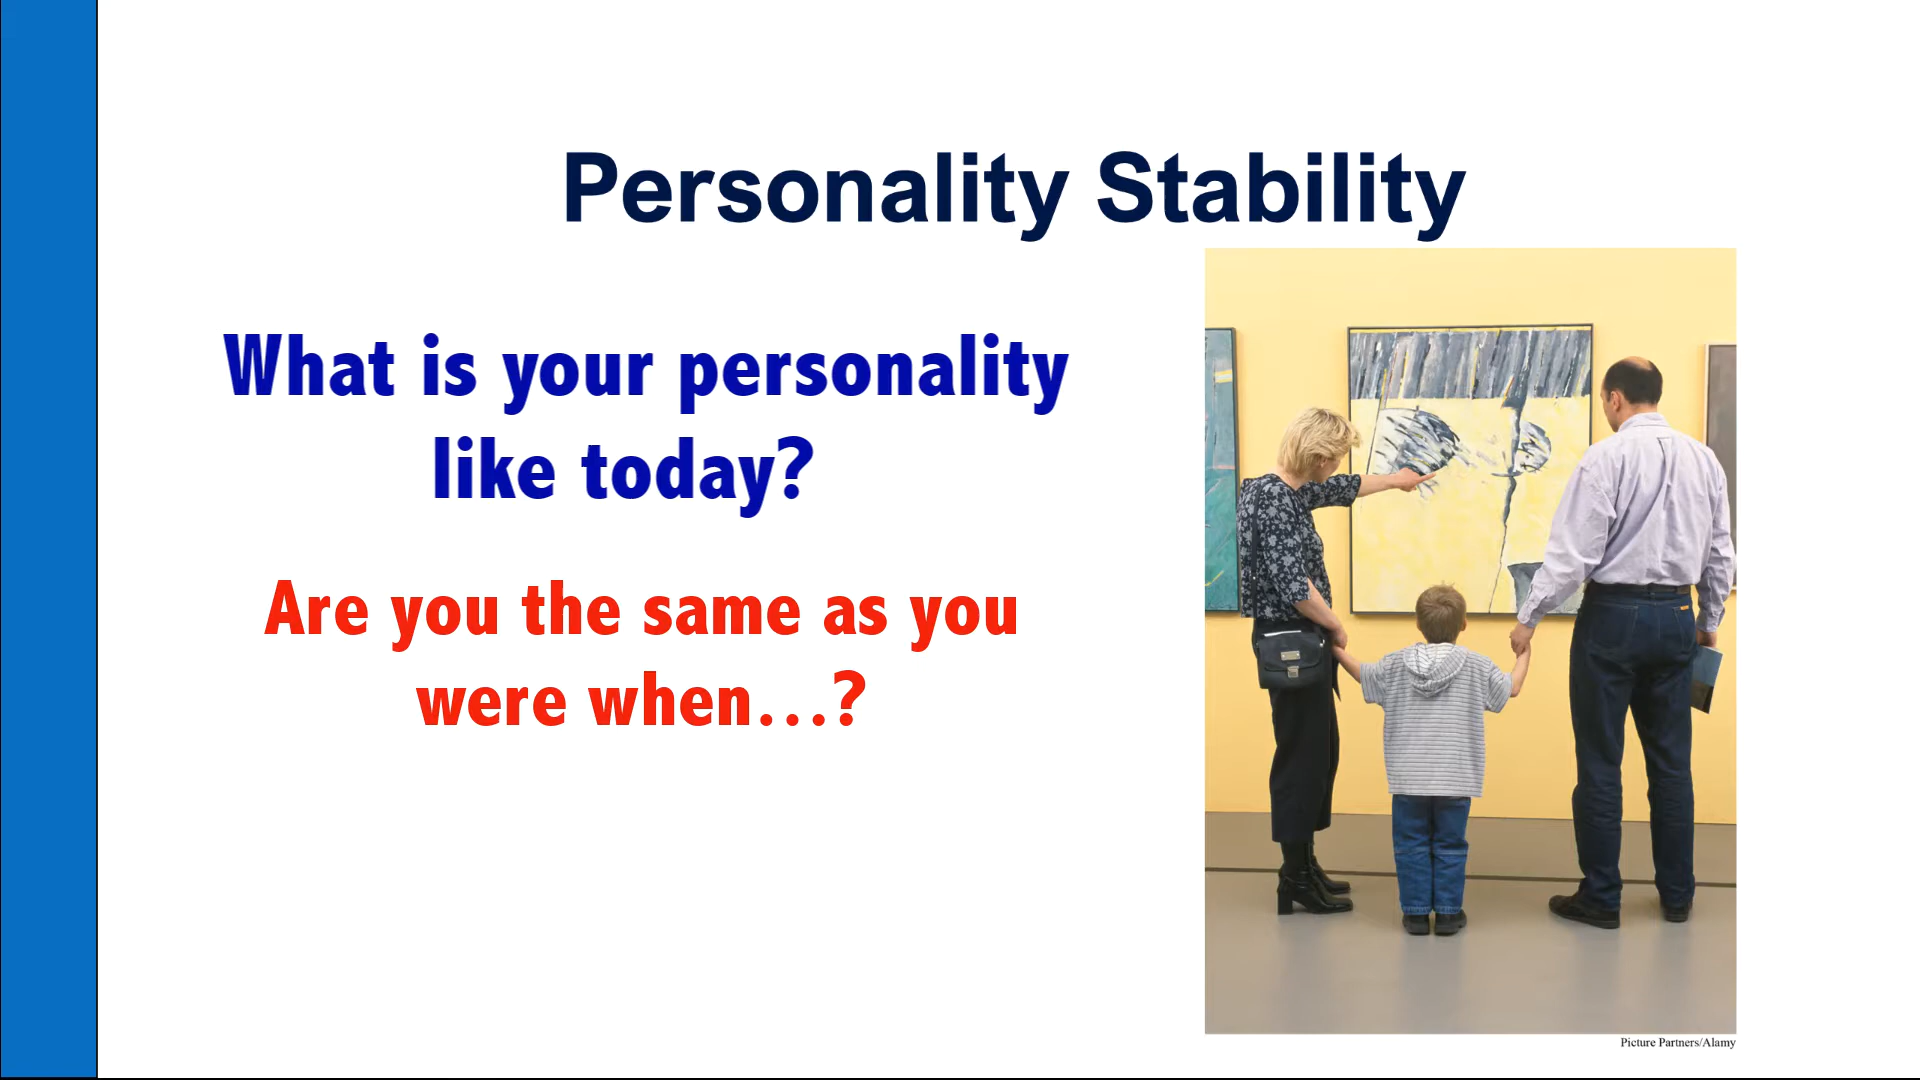 Personality Stability
What is your personality
like today?
Are you the same as you
were when...?
Picture Partners/Alamy